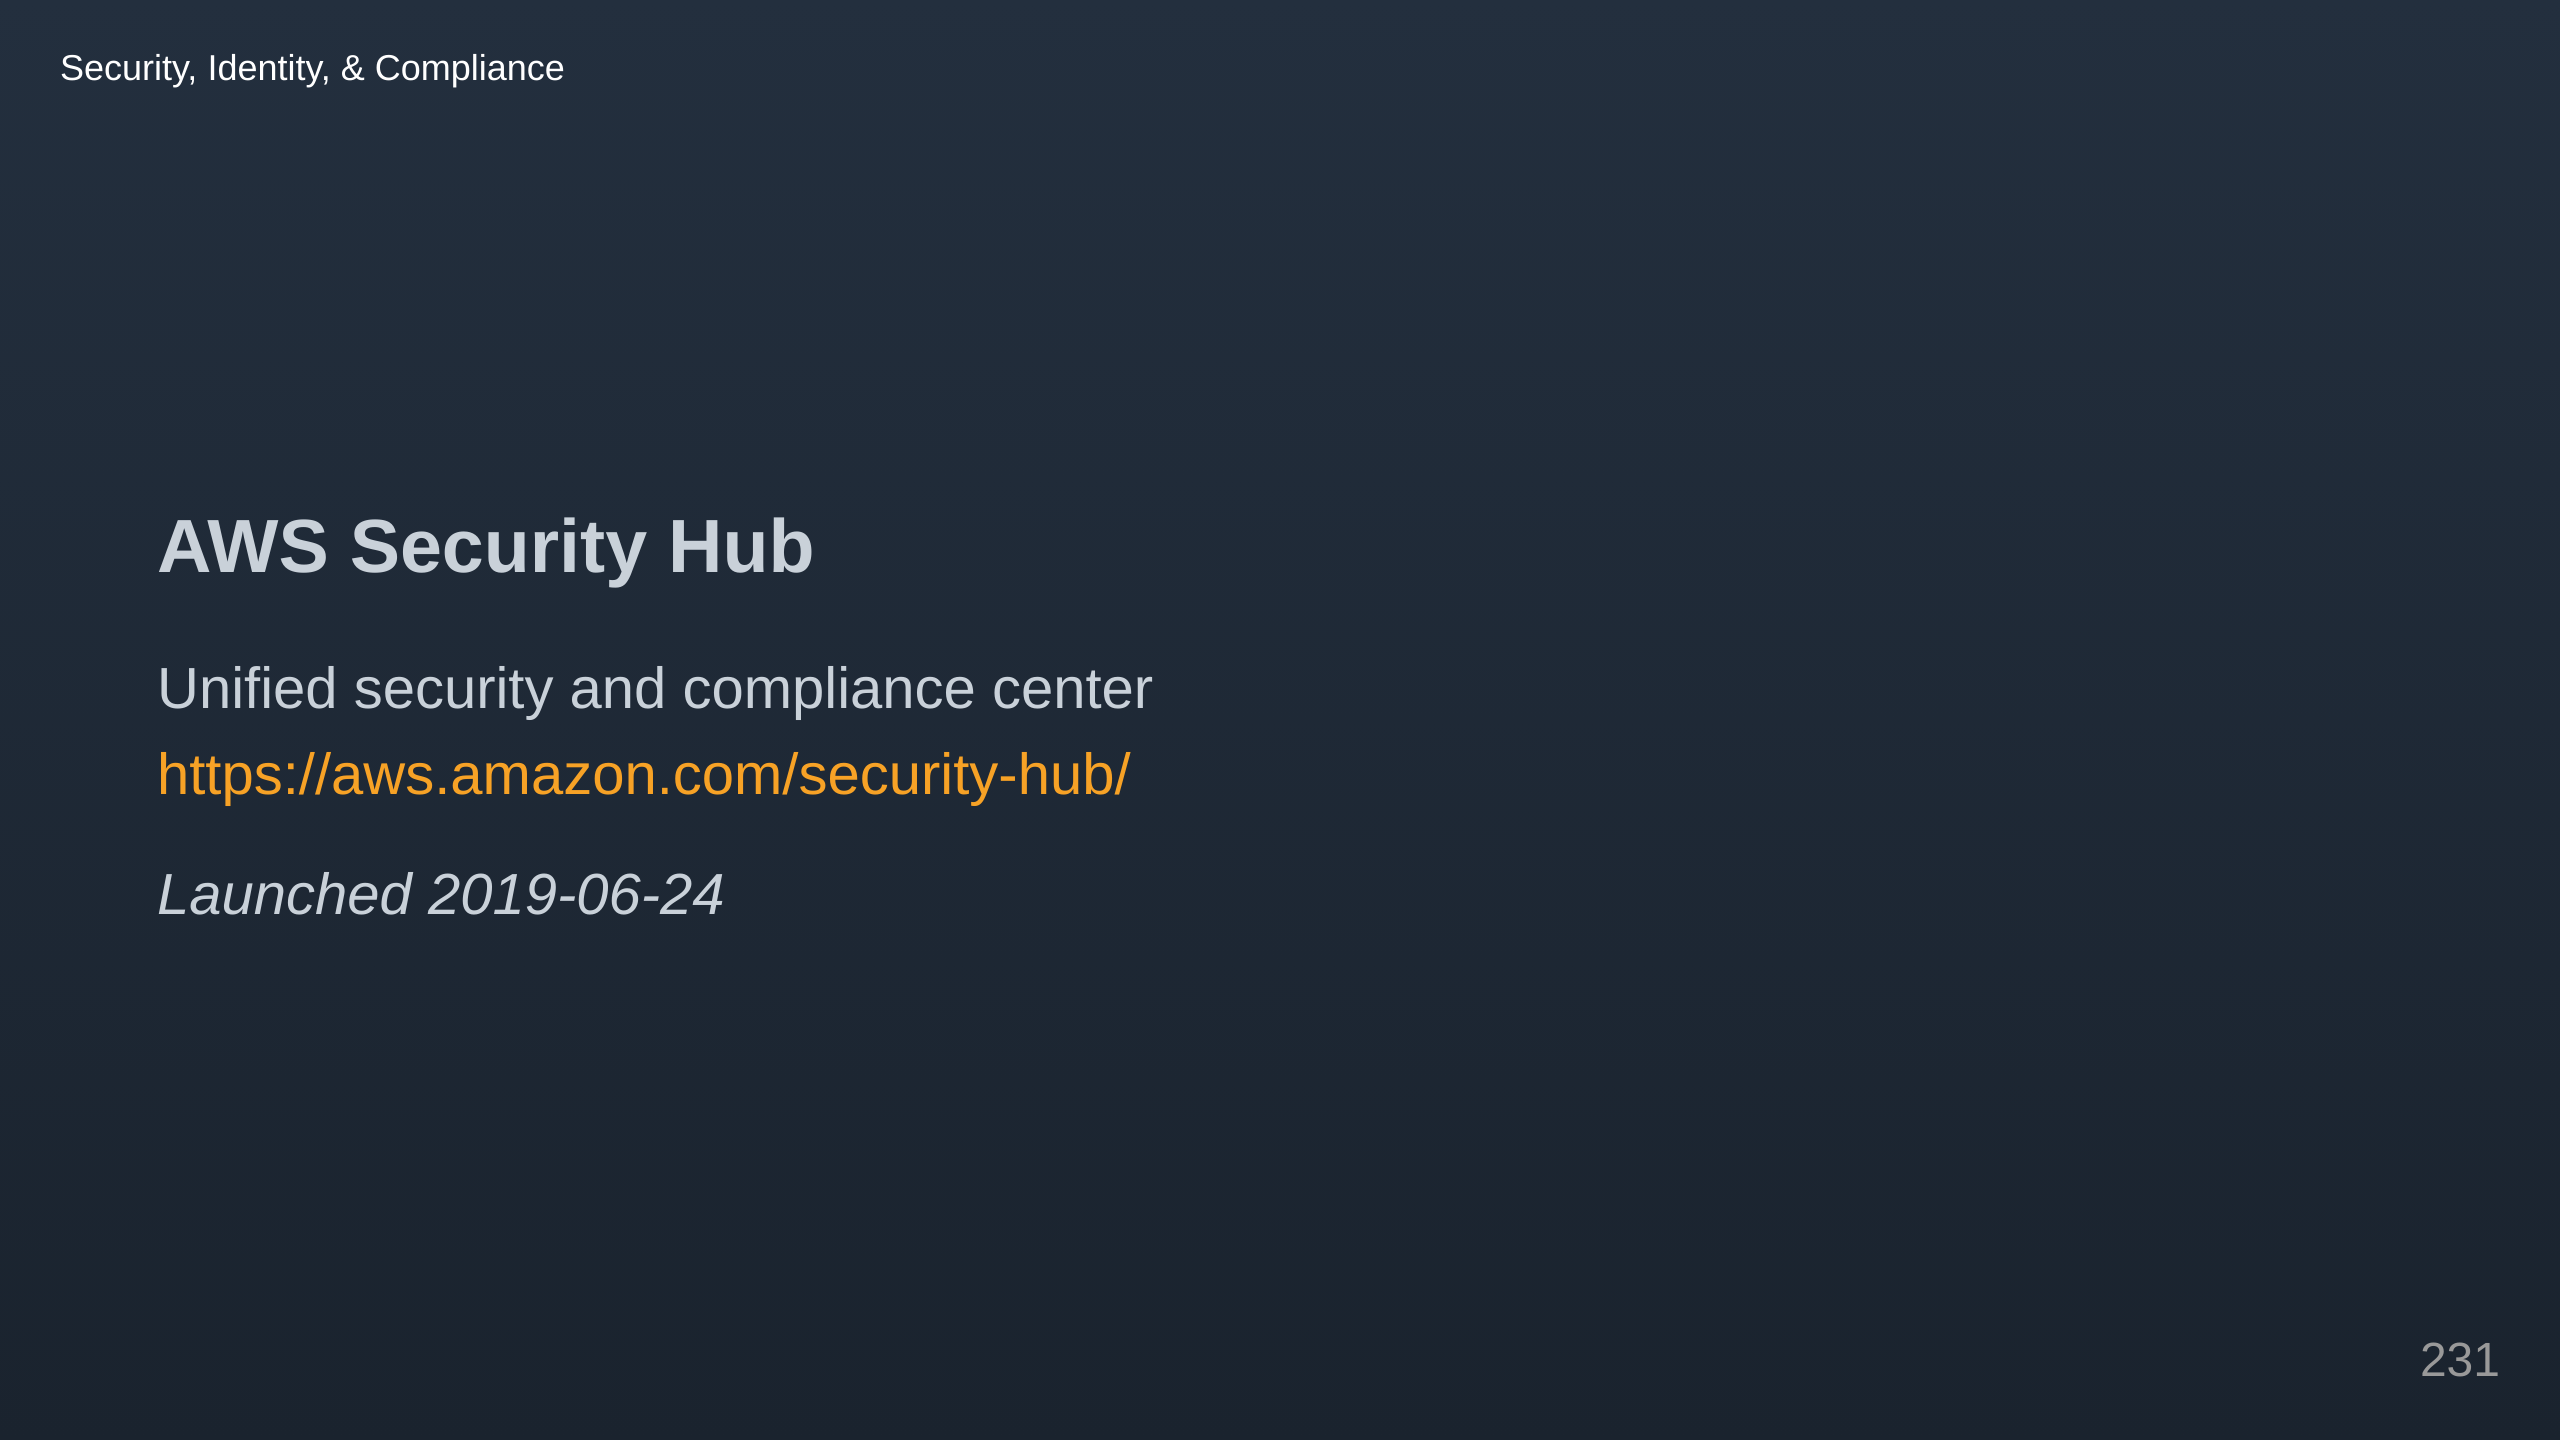 Security, Identity, & Compliance
AWS Security Hub
Unified security and compliance center
https://aws.amazon.com/security-hub/
Launched 2019-06-24
231